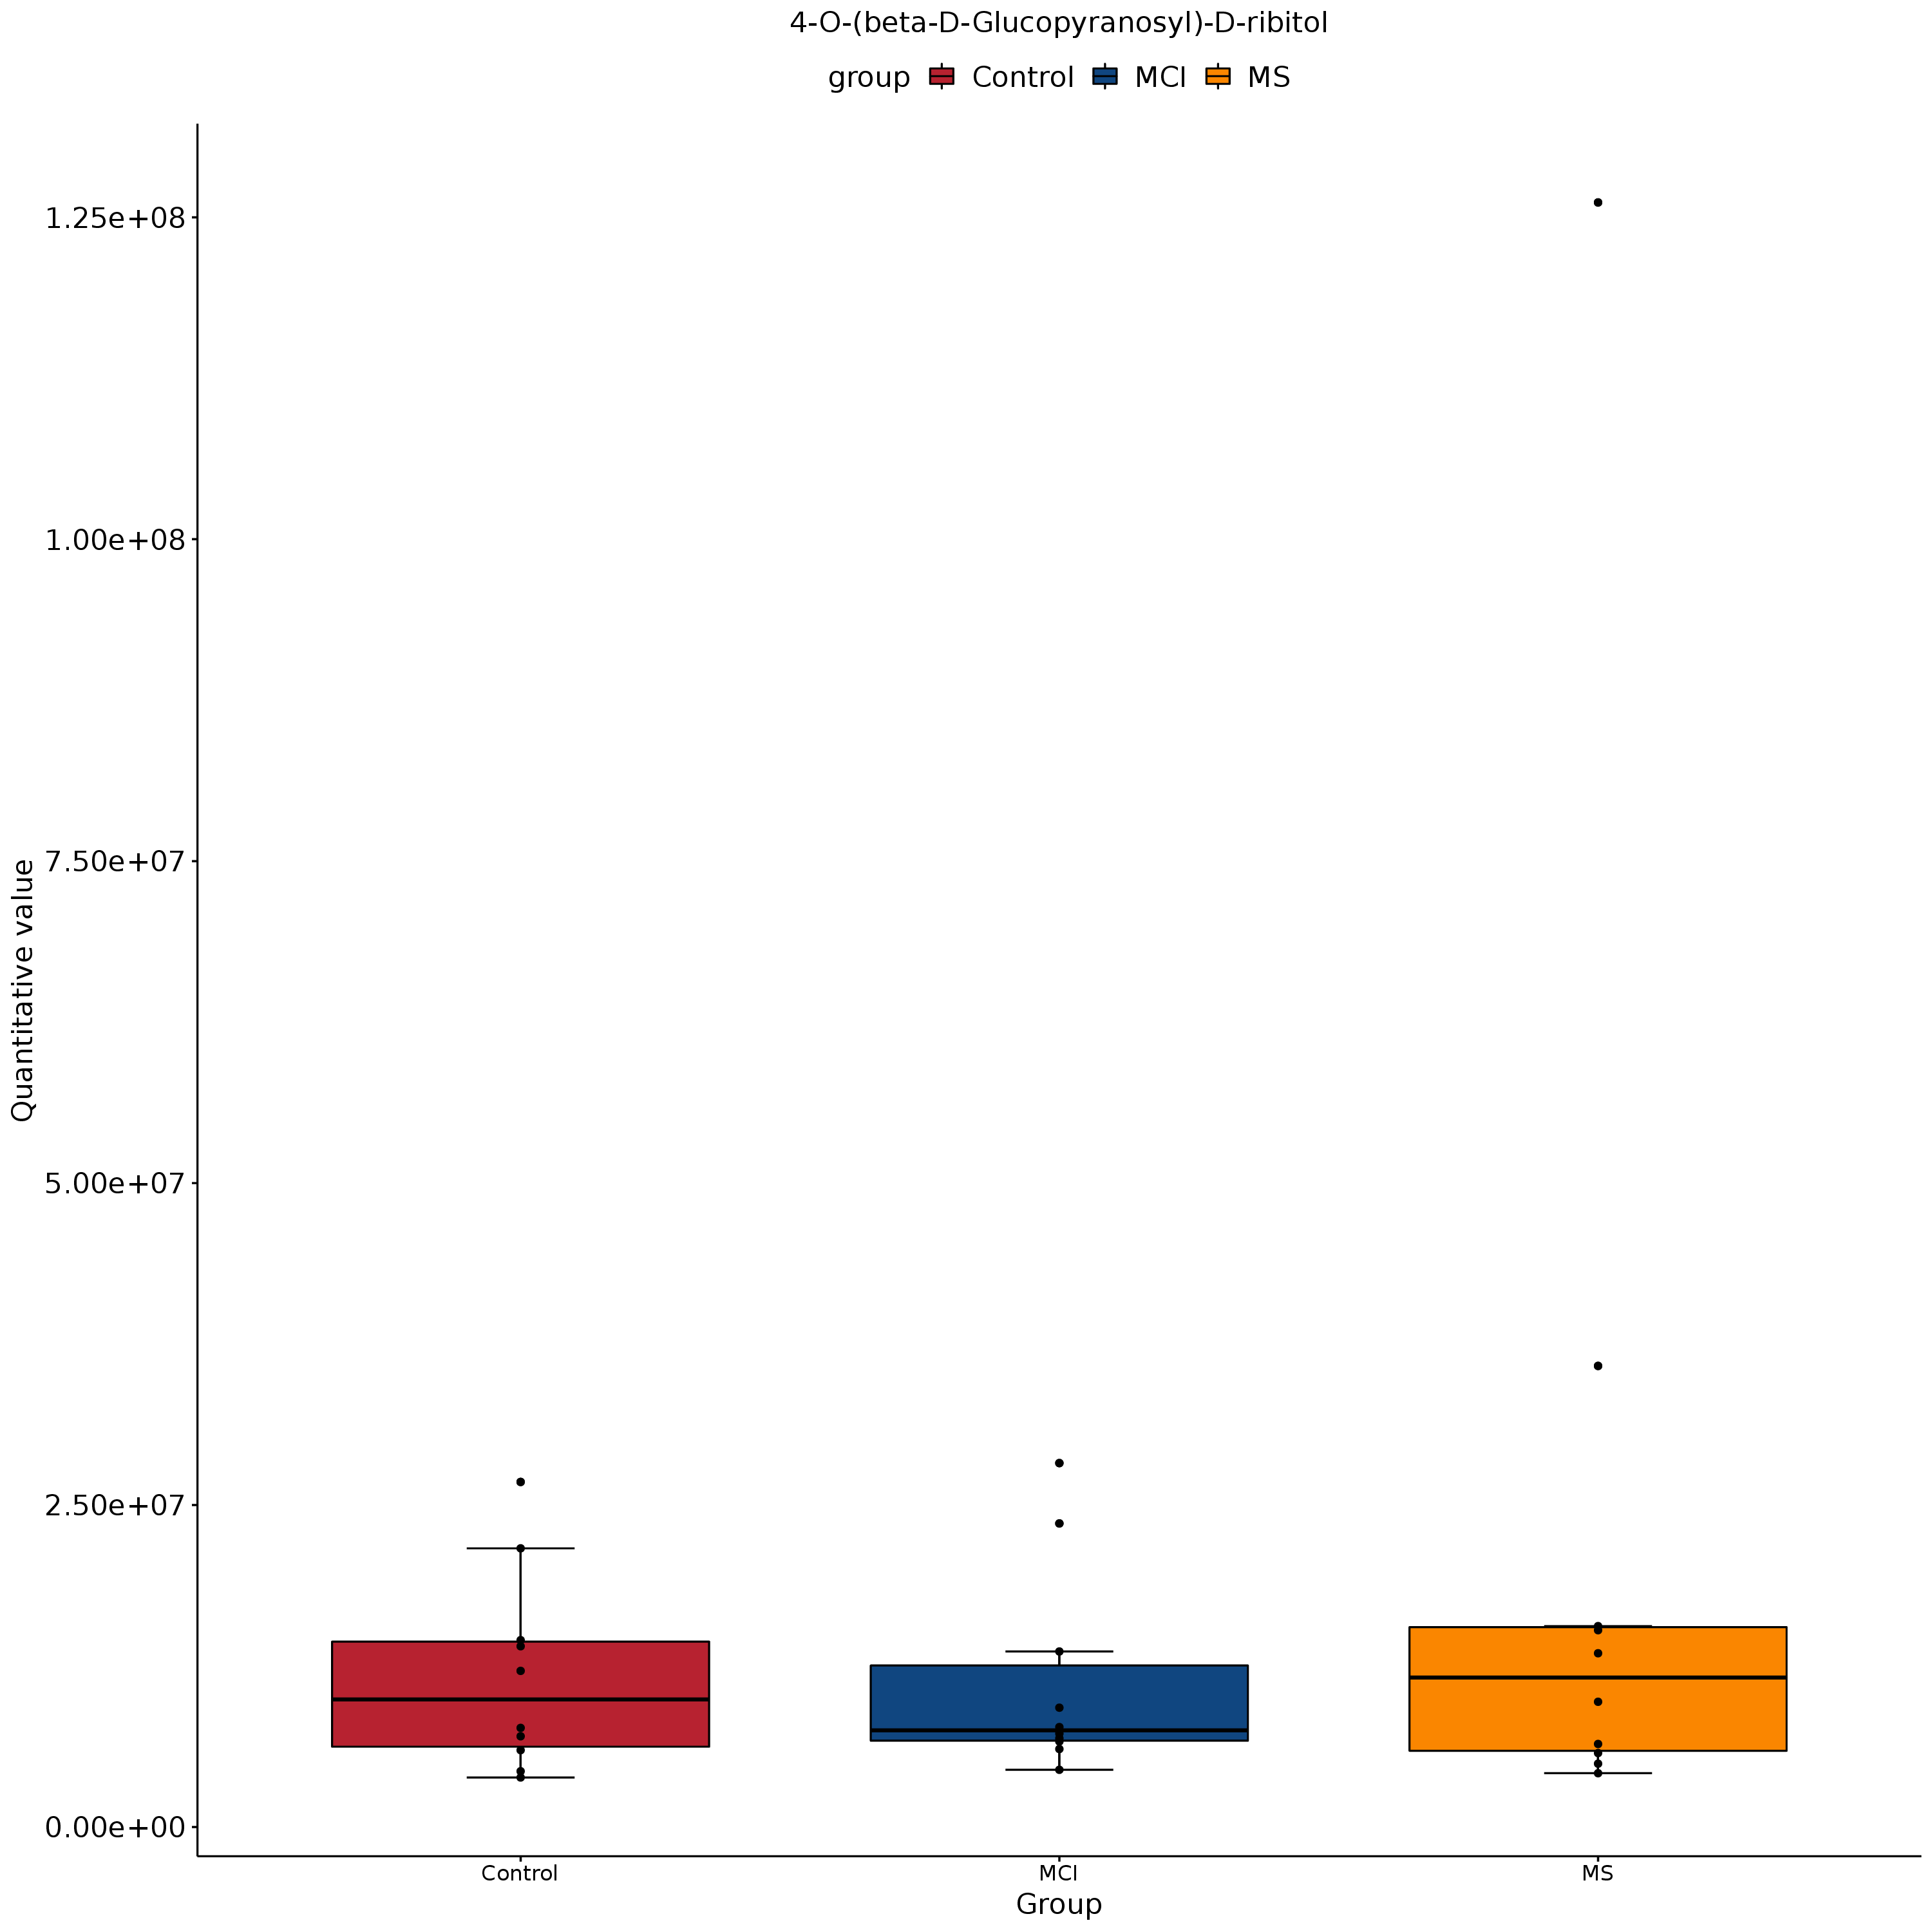 4-O-(beta-D-Glucopyranosyl)-D-ribitol
group Control MCI MS
1.25e+08
1.00e+08
7.50e+07
5.00e+07
2.50e+07
0.00e+00
Quantitative value
Control MCI MS
Group